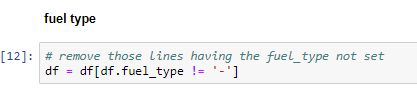 fuel type
[12]: # remove those lines having the fuel_type not set
df = df[df.fuel_type != '-']